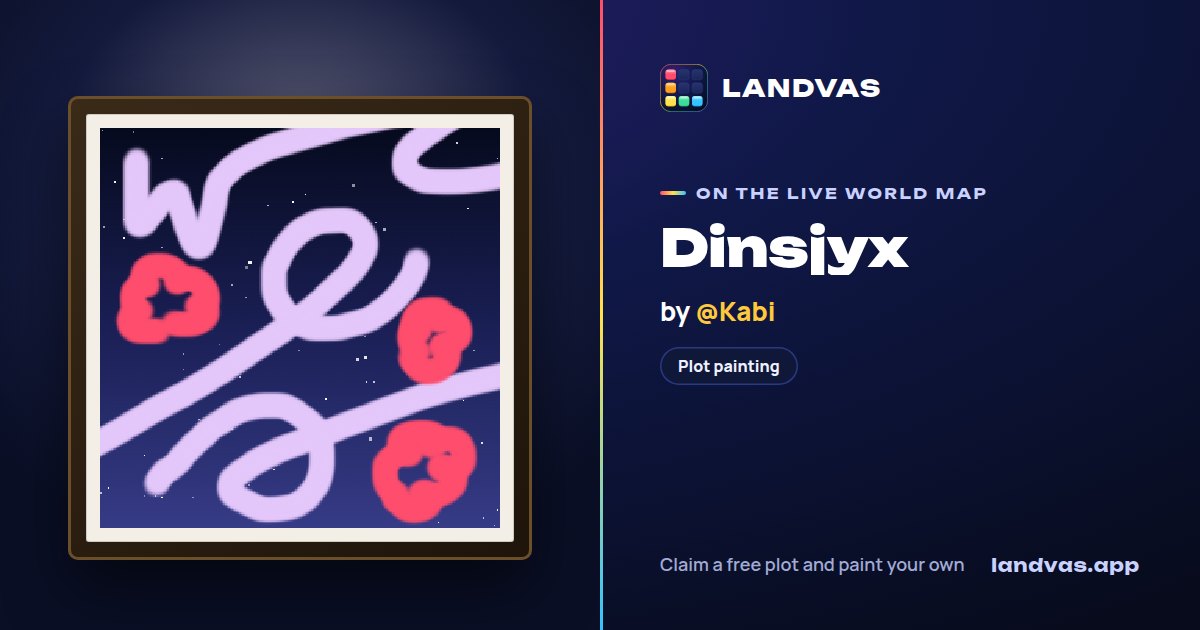 LANDVAS
ON THE LIVE WORLD MAP
Dinsjyx
by @Kabi
Plot painting
Claim a free plot and paint your own landvas.app